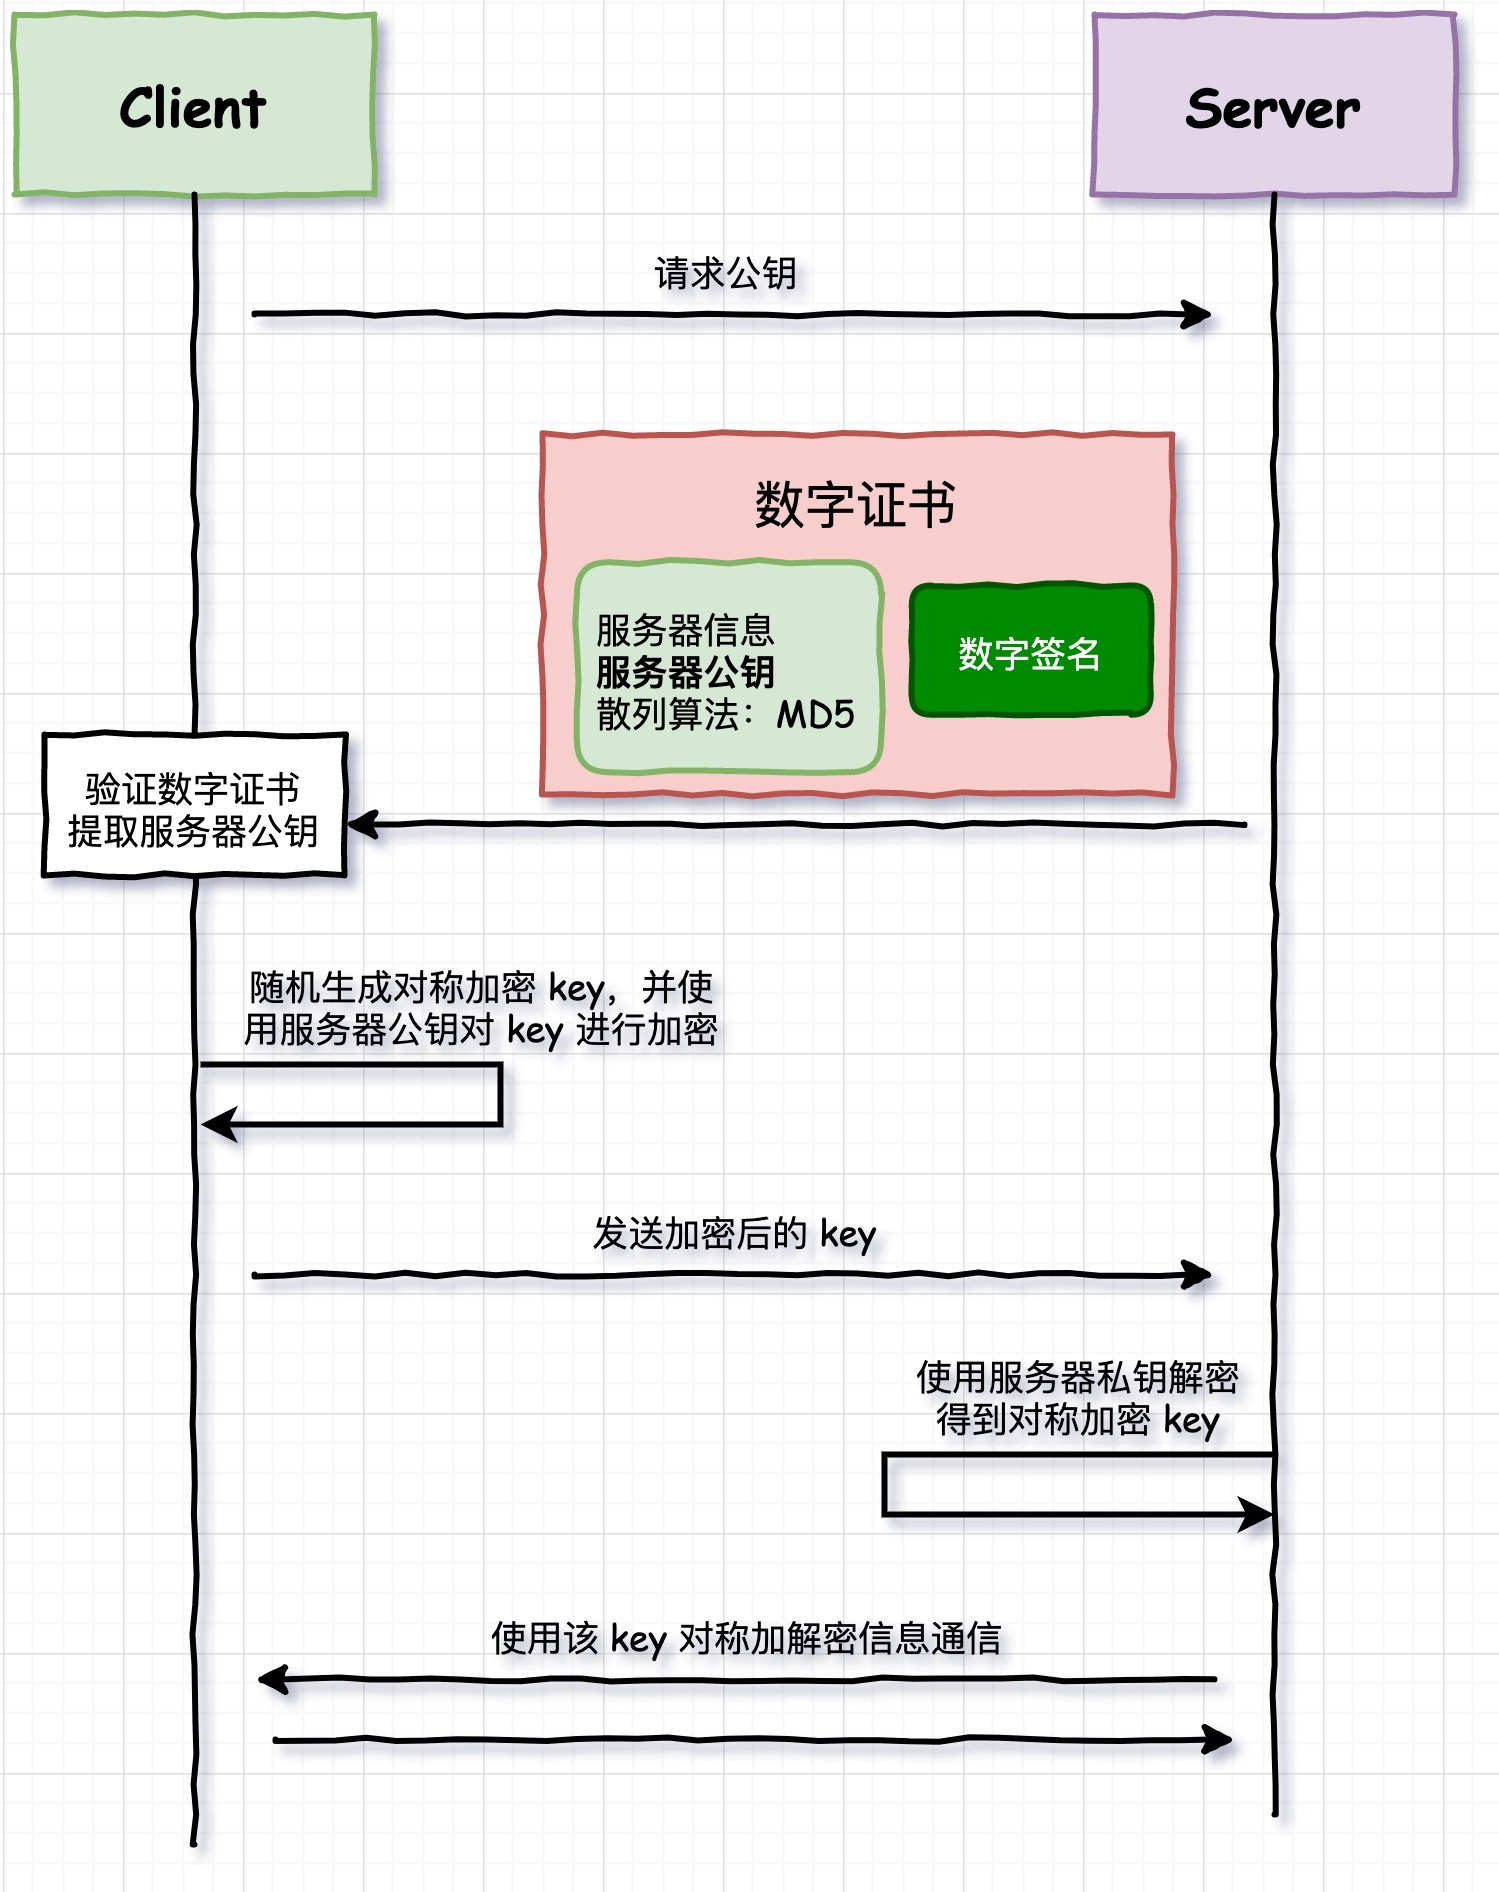 Client
Server
请求公钥
数字证书
服务器信息
服务器公钥
散列算法：MD5
数字签名
验证数字证书
提取服务器公钥
随机生成对称加密 key，并使
用服务器公钥对 key 进行加密
发送加密后的 key
使用服务器私钥解密
得到对称加密 key
使用该 key 对称加解密信息通信